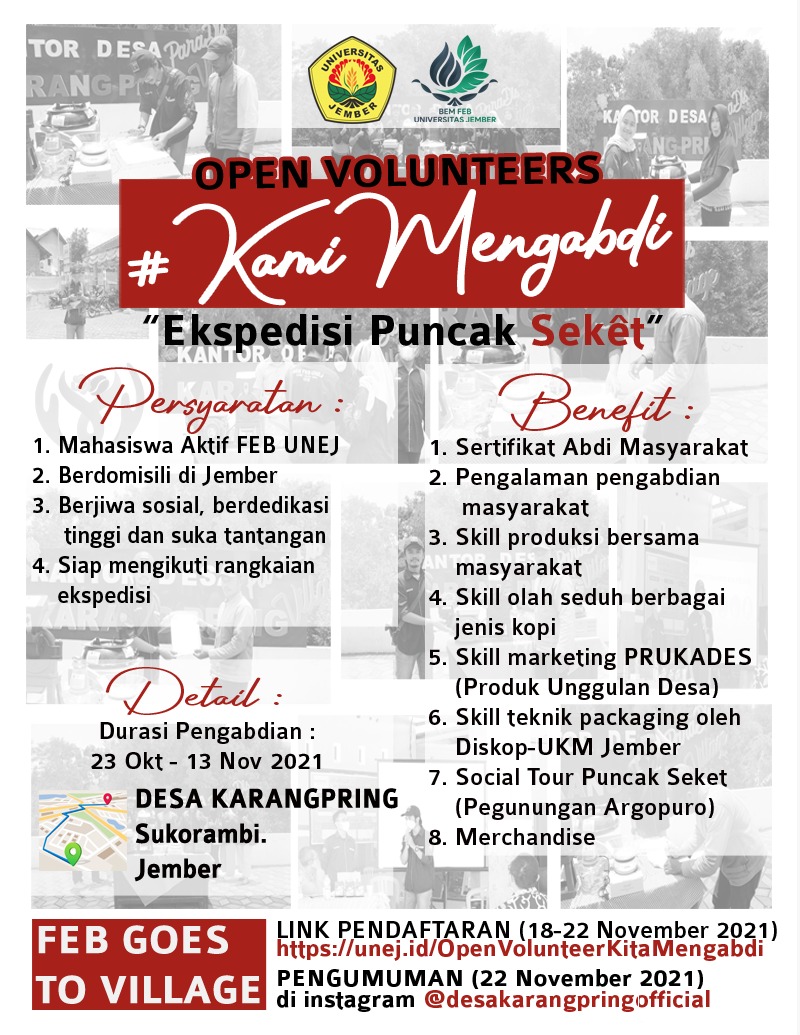 TOR DESA
ParaDe
RANGPRING
UNIVERSITAS
JEMBER
BEM FEB
UNIVERSITAS JEMBER
KANTOR DESA
OPEN VOLUNTEERS
# Kami Mengabdi
“Ekspedisi Puncak Sekêt”
Persyaratan :
1. Mahasiswa Aktif FEB UNEJ
2. Berdomisili di Jember
3. Berjiwa sosial, berdedikasi
tinggi dan suka tantangan
4. Siap mengikuti rangkaian
ekspedisi
Detail :
Durasi Pengabdian :
23 Okt - 13 Nov 2021
DESA KARANGPRING
Sukorambi.
Jember
Benefit :
1. Sertifikat Abdi Masyarakat
2. Pengalaman pengabdian
masyarakat
3. Skill produksi bersama
masyarakat
4. Skill olah seduh berbagai
jenis kopi
5. Skill marketing PRUKADES
(Produk Unggulan Desa)
6. Skill teknik packaging oleh
Diskop-UKM Jember
7. Social Tour Puncak Seket
(Pegunungan Argopuro)
8. Merchandise
FEB GOES
TO VILLAGE
LINK PENDAFTARAN (18-22 November 2021)
https://unej.id/OpenVolunteerKitaMengabdi
PENGUMUMAN (22 November 2021)
di instagram @desakarangpringofficial